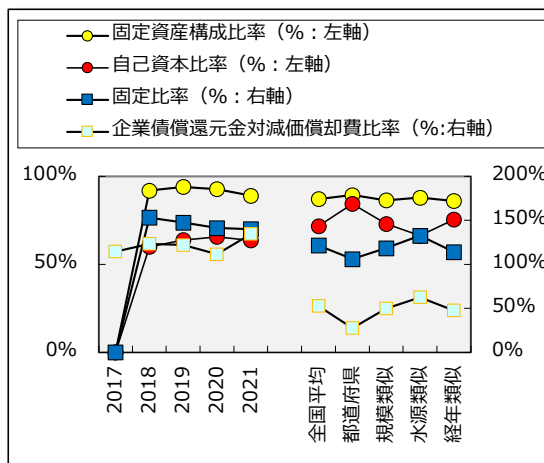 固定資産構成比率（%：左軸）
自己資本比率（%：左軸）
固定比率（%：右軸）
企業債償還元金対減価償却費比率（%:右軸）
100%
50%
0%
200%
150%
100%
50%
0%
2017
2018
2019
2020
2021
全国平均
都道府県
規模類似
水源類似
経年類似